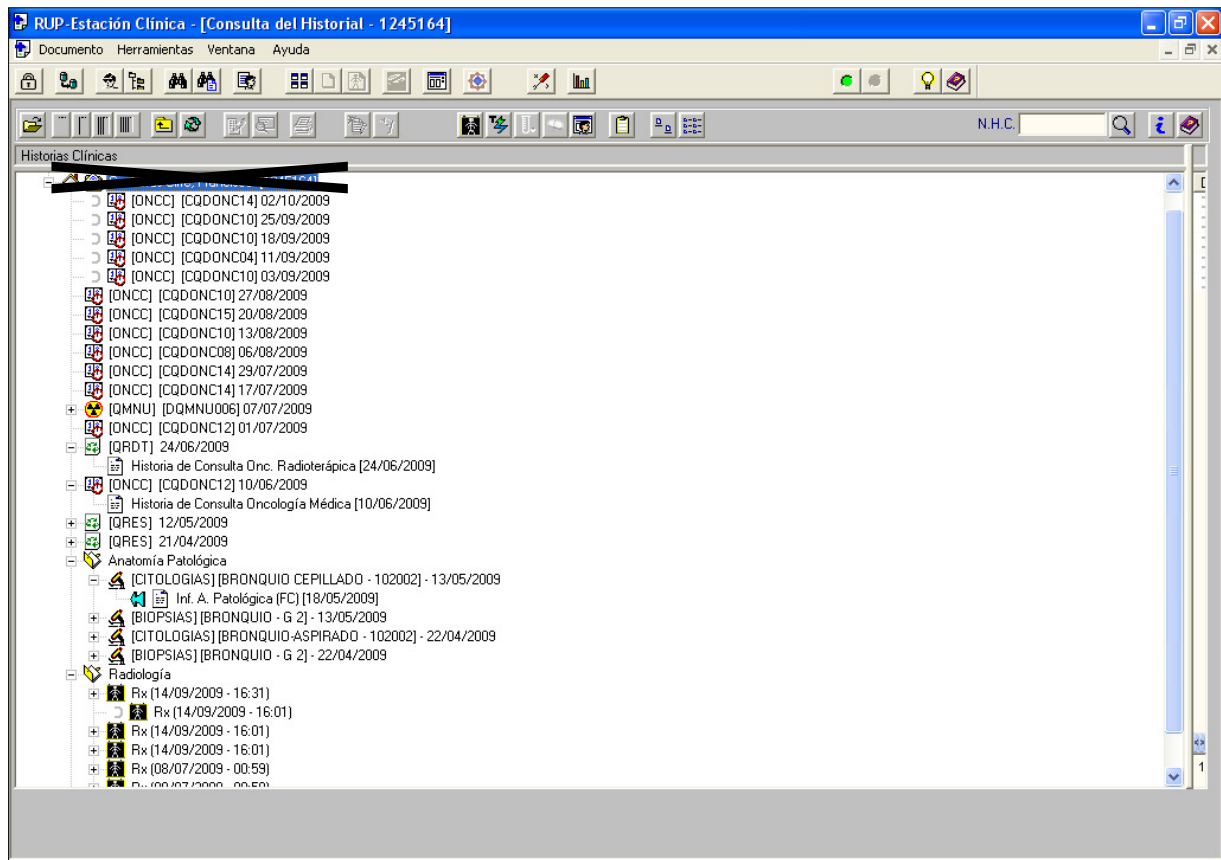 RUP-Estación Clínica - [Consulta del Historial - 1245164]
Documento Herramientas Ventana Ayuda
N.H.C.
Historias Clínicas
[ONCC] [CQDONC14] 02/10/2009
[ONCC] [CQDONC10] 25/09/2009
[ONCC] [CQDONC10] 18/09/2009
[ONCC] [CQDONC04] 11/09/2009
[ONCC] [CQDONC10] 03/09/2009
[ONCC] [CQDONC10] 27/08/2009
[ONCC] [CQDONC15] 20/08/2009
[ONCC] [CQDONC10] 13/08/2009
[ONCC] [CQDONC08] 06/08/2009
[ONCC] [CQDONC14] 29/07/2009
[ONCC] [CQDONC14] 17/07/2009
[QMNU] [DQMNU006] 07/07/2009
[ONCC] [CQDONC12] 01/07/2009
[QRDT] 24/06/2009
Historia de Consulta Onc. Radioterápica [24/06/2009]
[ONCC] [CQDONC12] 10/06/2009
Historia de Consulta Oncología Médica [10/06/2009]
[QRES] 12/05/2009
[QRES] 21/04/2009
Anatomía Patológica
[CITOLOGIAS] [BRONQUIO CEPILLADO - 102002] - 13/05/2009
Inf. A. Patológica (FC) [18/05/2009]
[BIOPSIAS] [BRONQUIO - G 2] - 13/05/2009
[CITOLOGIAS] [BRONQUIO-ASPIRADO - 102002] - 22/04/2009
[BIOPSIAS] [BRONQUIO - G 2] - 22/04/2009
Radiología
Rx (14/09/2009 - 16:31)
Rx (14/09/2009 - 16:01)
Rx (14/09/2009 - 16:01)
Rx (14/09/2009 - 16:01)
Rx (08/07/2009 - 00:59)
1